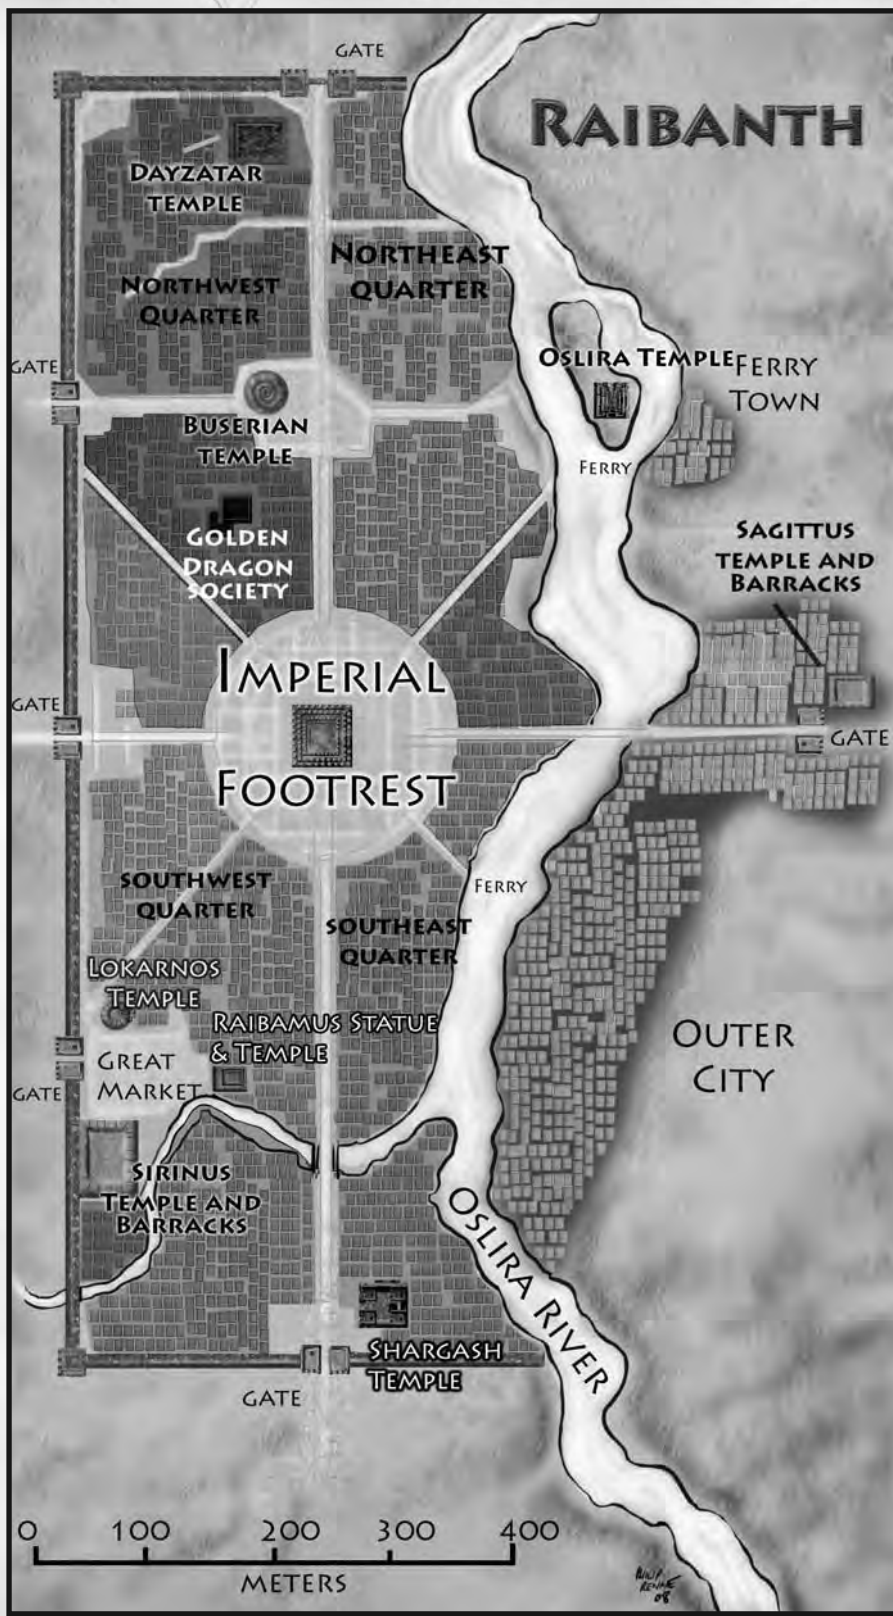 GATE
RAIBANTH
DAYZATAR
TEMPLE
NORTHEAST
QUARTER
NORTHWEST
QUARTER
GATE
OSLIRA TEMPLE
FERRY
TOWN
BUSERIAN
TEMPLE
FERRY
GOLDEN
DRAGON
SOCIETY
SAGITTUS
TEMPLE AND
BARRACKS
IMPERIAL
FOOTREST
GATE
GATE
SOUTHWEST
QUARTER
FERRY
SOUTHEAST
QUARTER
LOKARNOS
TEMPLE
RAIBAMUS STATUE
& TEMPLE
OUTER
CITY
GREAT
MARKET
GATE
SIRINUS
TEMPLE AND
BARRACKS
OSLIRA RIVER
SHARGASH
TEMPLE
GATE
0 100 200 300 400
METERS
08